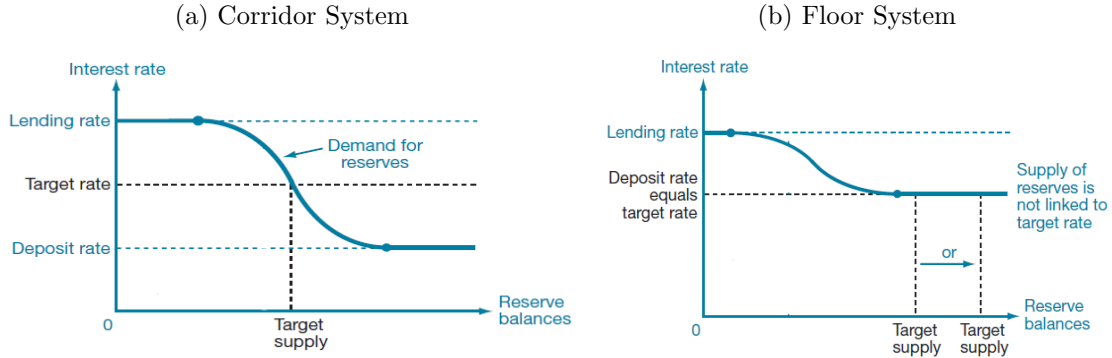 (a) Corridor System
Interest rate
Lending rate
Demand for
reserves
Target rate
Deposit rate
0
Target
supply
Reserve
balances
(b) Floor System
Interest rate
Lending rate
Deposit rate
equals
target rate
Supply of
reserves is
not linked to
target rate
or
0
Target
supply
Target
supply
Reserve
balances